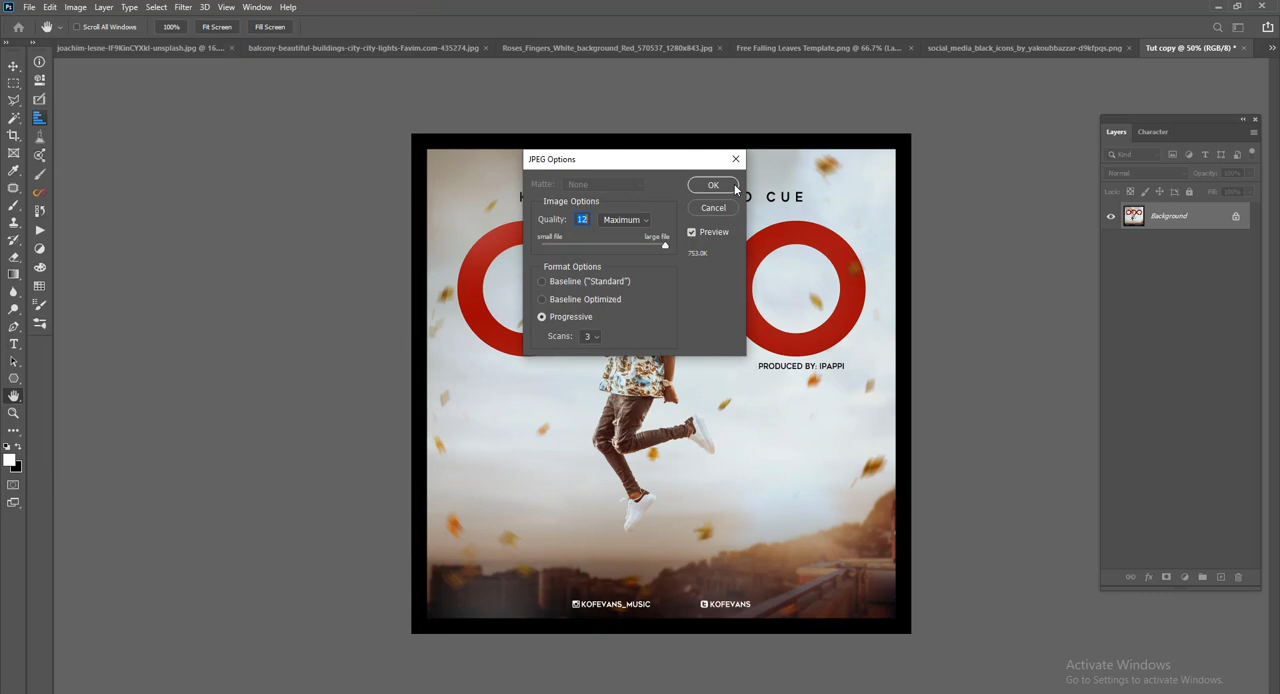 Ps File Edit Image Layer Type Select Filter 3D View Window Help
Scroll All Windows 100% Fit Screen Fill Screen
joachim-lesne-IF9KinCYXkI-unsplash.jpg @ 16.... × balcony-beautiful-buildings-city-city-lights-Favim.com-435274.jpg × Roses_Fingers_White_background_Red_570537_1280x843.jpg × Free Falling Leaves Template.png @ 66.7% (La... × social_media_black_icons_by_yakoubbazzar-d9kfpqs.png × Tut copy @ 50% (RGB/8) * ×
Layers Character
Kind
Normal Opacity: 100%
Lock: Fill: 100%
Background
JPEG Options
Matte: None OK
Image Options
Quality: 12 Maximum Cancel
small file large file Preview
753.0K
Format Options
Baseline ("Standard")
Baseline Optimized
Progressive
Scans: 3
CUE
PRODUCED BY: IPAPPI
KOFEVANS_MUSIC KOFEVANS
Activate Windows
Go to Settings to activate Windows.